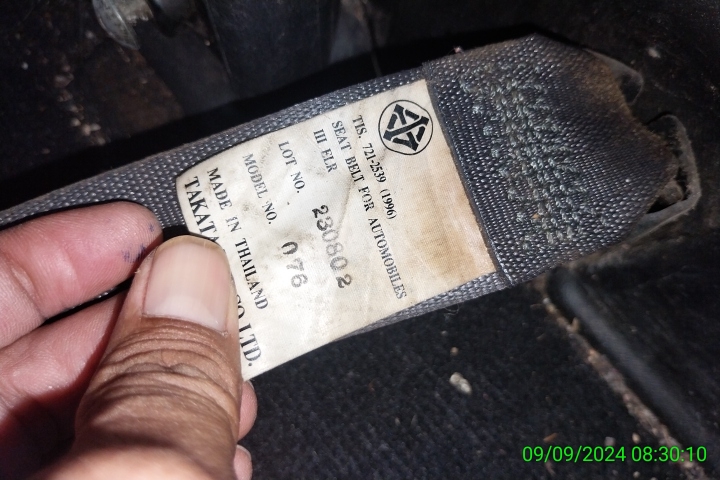 TIS. 721-2539 (1996)
SEAT BELT FOR AUTOMOBILES
III ELR
LOT NO. 230802
MODEL NO. 076
MADE IN THAILAND
TAKATA CO.LTD.
09/09/2024 08:30:10